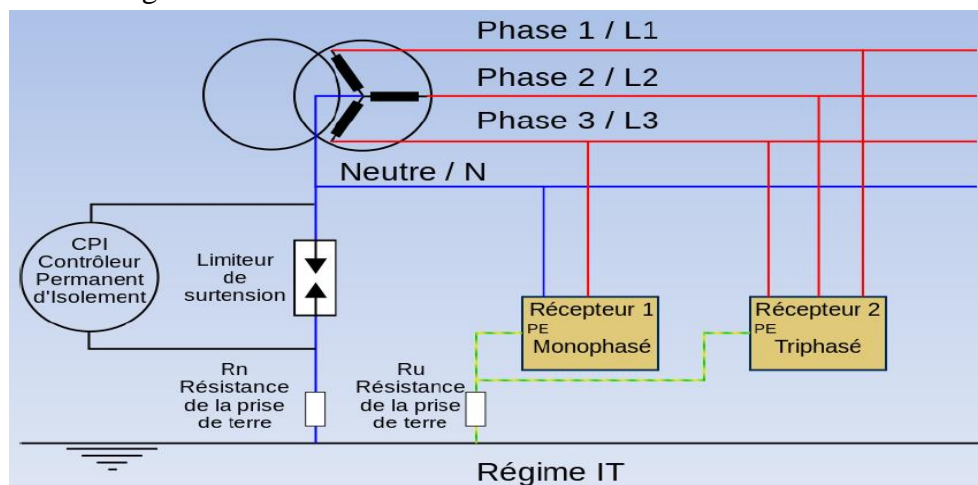 Phase 1 / L1
Phase 2 / L2
Phase 3 / L3
Neutre / N
CPI
Contrôleur
Permanent
d'Isolement
Limiteur
de
surtension
Récepteur 1
PE
Monophasé
Récepteur 2
PE
Triphasé
Rn
Résistance
de la prise
de terre
Ru
Résistance
de la prise
de terre
Régime IT